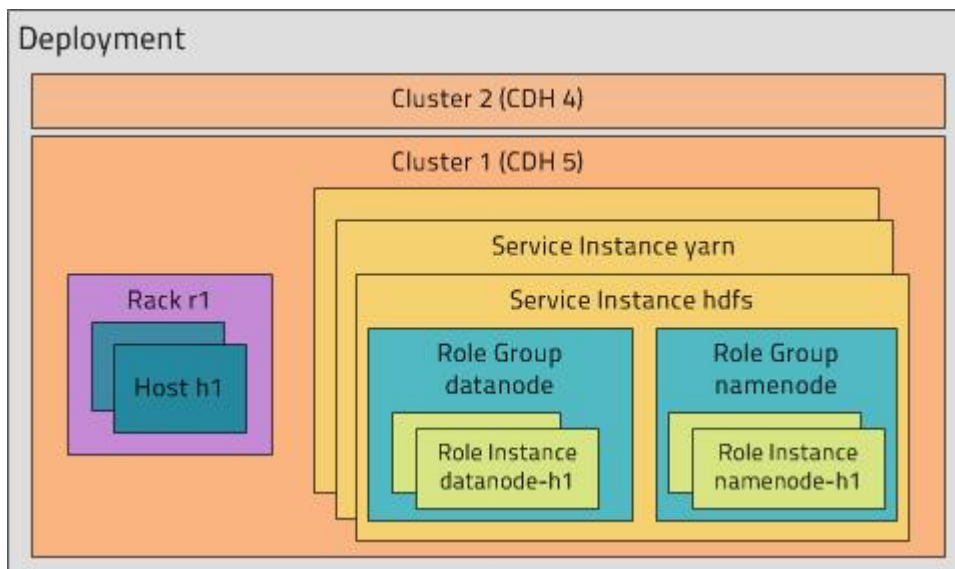 Deployment
Cluster 2 (CDH 4)
Cluster 1 (CDH 5)
Service Instance yarn
Service Instance hdfs
Rack r1
Host h1
Role Group
datanode
Role Instance
datanode-h1
Role Group
namenode
Role Instance
namenode-h1